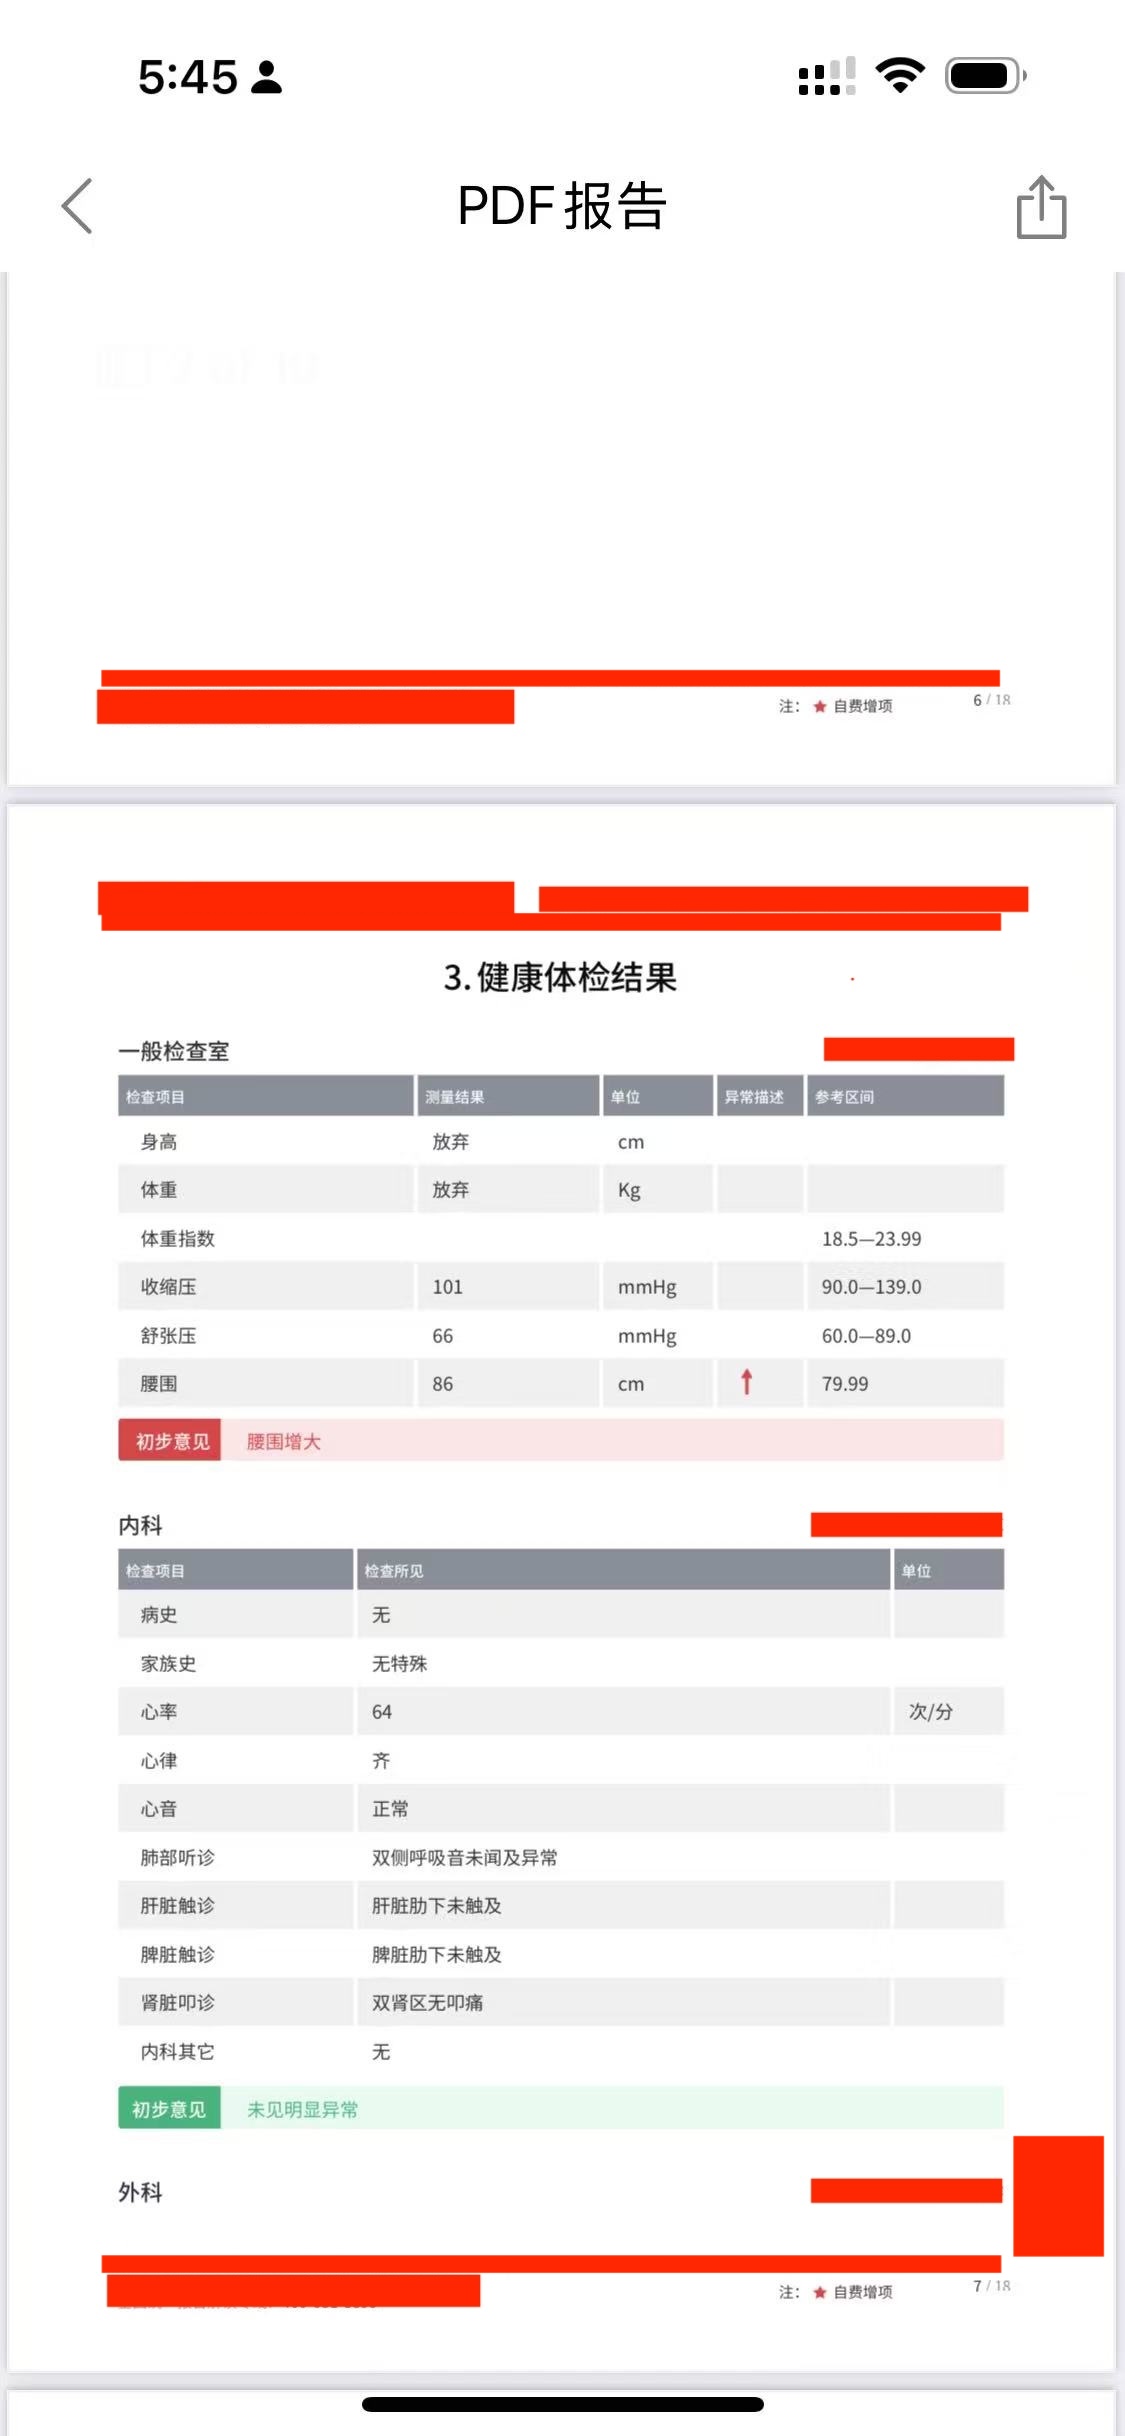 5:45
PDF报告
注： ★ 自费增项 6 / 18
3.健康体检结果
一般检查室
检查项目 测量结果 单位 异常描述 参考区间
身高 放弃 cm
体重 放弃 Kg
体重指数 18.5—23.99
收缩压 101 mmHg 90.0—139.0
舒张压 66 mmHg 60.0—89.0
腰围 86 cm ↑ 79.99
初步意见 腰围增大
内科
检查项目 检查所见 单位
病史 无
家族史 无特殊
心率 64 次/分
心律 齐
心音 正常
肺部听诊 双侧呼吸音未闻及异常
肝脏触诊 肝脏肋下未触及
脾脏触诊 脾脏肋下未触及
肾脏叩诊 双肾区无叩痛
内科其它 无
初步意见 未见明显异常
外科
注： ★ 自费增项 7 / 18